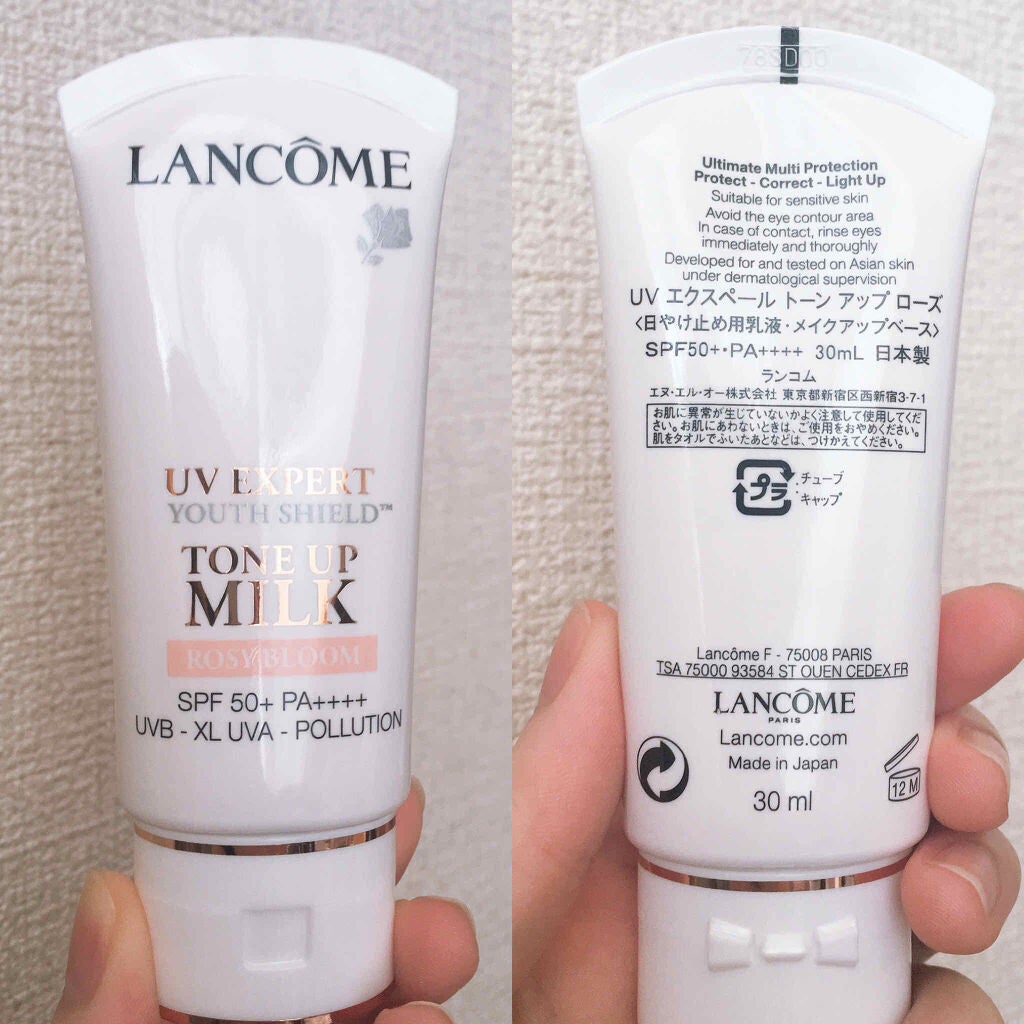 LANCÔME
UV EXPERT
YOUTH SHIELD™
TONE UP
MILK
ROSY BLOOM
SPF 50+ PA++++
UVB - XL UVA - POLLUTION
78SD00
Ultimate Multi Protection
Protect - Correct - Light Up
Suitable for sensitive skin
Avoid the eye contour area
In case of contact, rinse eyes
immediately and thoroughly
Developed for and tested on Asian skin
under dermatological supervision
UV エクスペール トーン アップ ローズ
<日やけ止め用乳液・メイクアップベース>
SPF50+・PA++++ 30mL 日本製
ランコム
エヌ・エル・オー株式会社 東京都新宿区西新宿3-7-1
お肌に異常が生じていないかよく注意して使用してくだ
さい。お肌にあわないときは、ご使用をおやめください。
肌をタオルでふいたあとなどは、つけかえてください。
プラ
チューブ
キャップ
Lancôme F - 75008 PARIS
TSA 75000 93584 ST OUEN CEDEX FR
LANCÔME
PARIS
Lancome.com
Made in Japan
30 ml
12 M